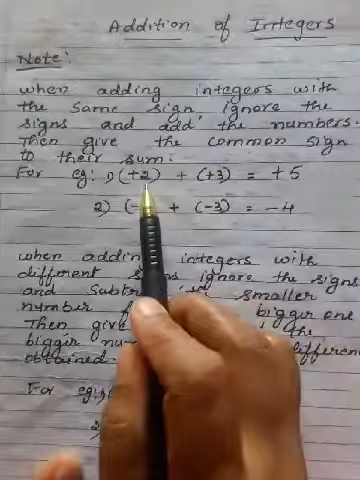 Addition of Integers
Note:
when adding integers with
the same sign ignore the
signs and add the numbers.
Then give the common sign
to their sum.
For eg: 1) (+2) + (+3) = +5
2) (- + (-3) = -4
when adding integers with
different ignore the signs
and smaller
number bigger one
Then give the
bigger
obtained.
For eg: 1)
2)